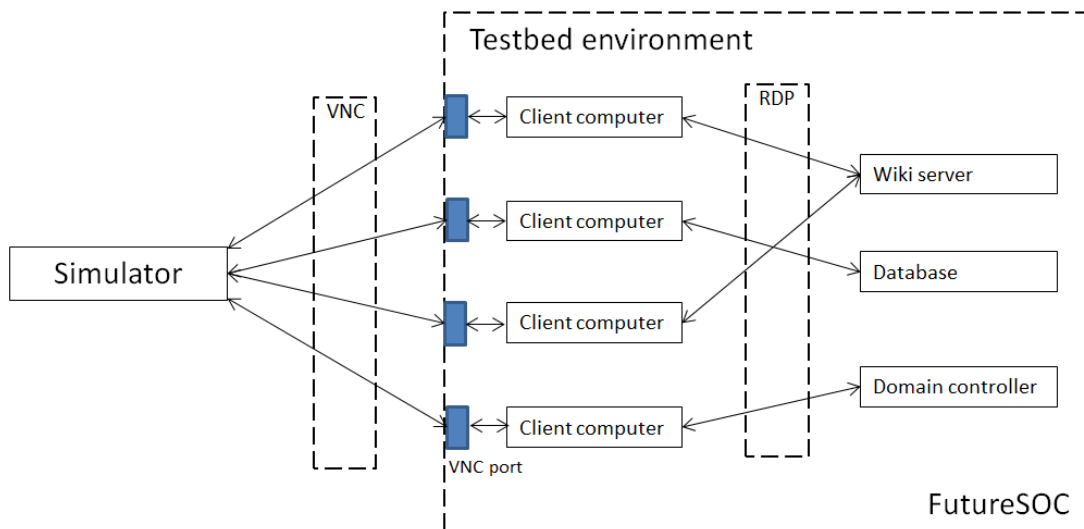 Testbed environment
VNC
RDP
Client computer
Wiki server
Client computer
Simulator
Database
Client computer
Domain controller
Client computer
VNC port
FutureSOC